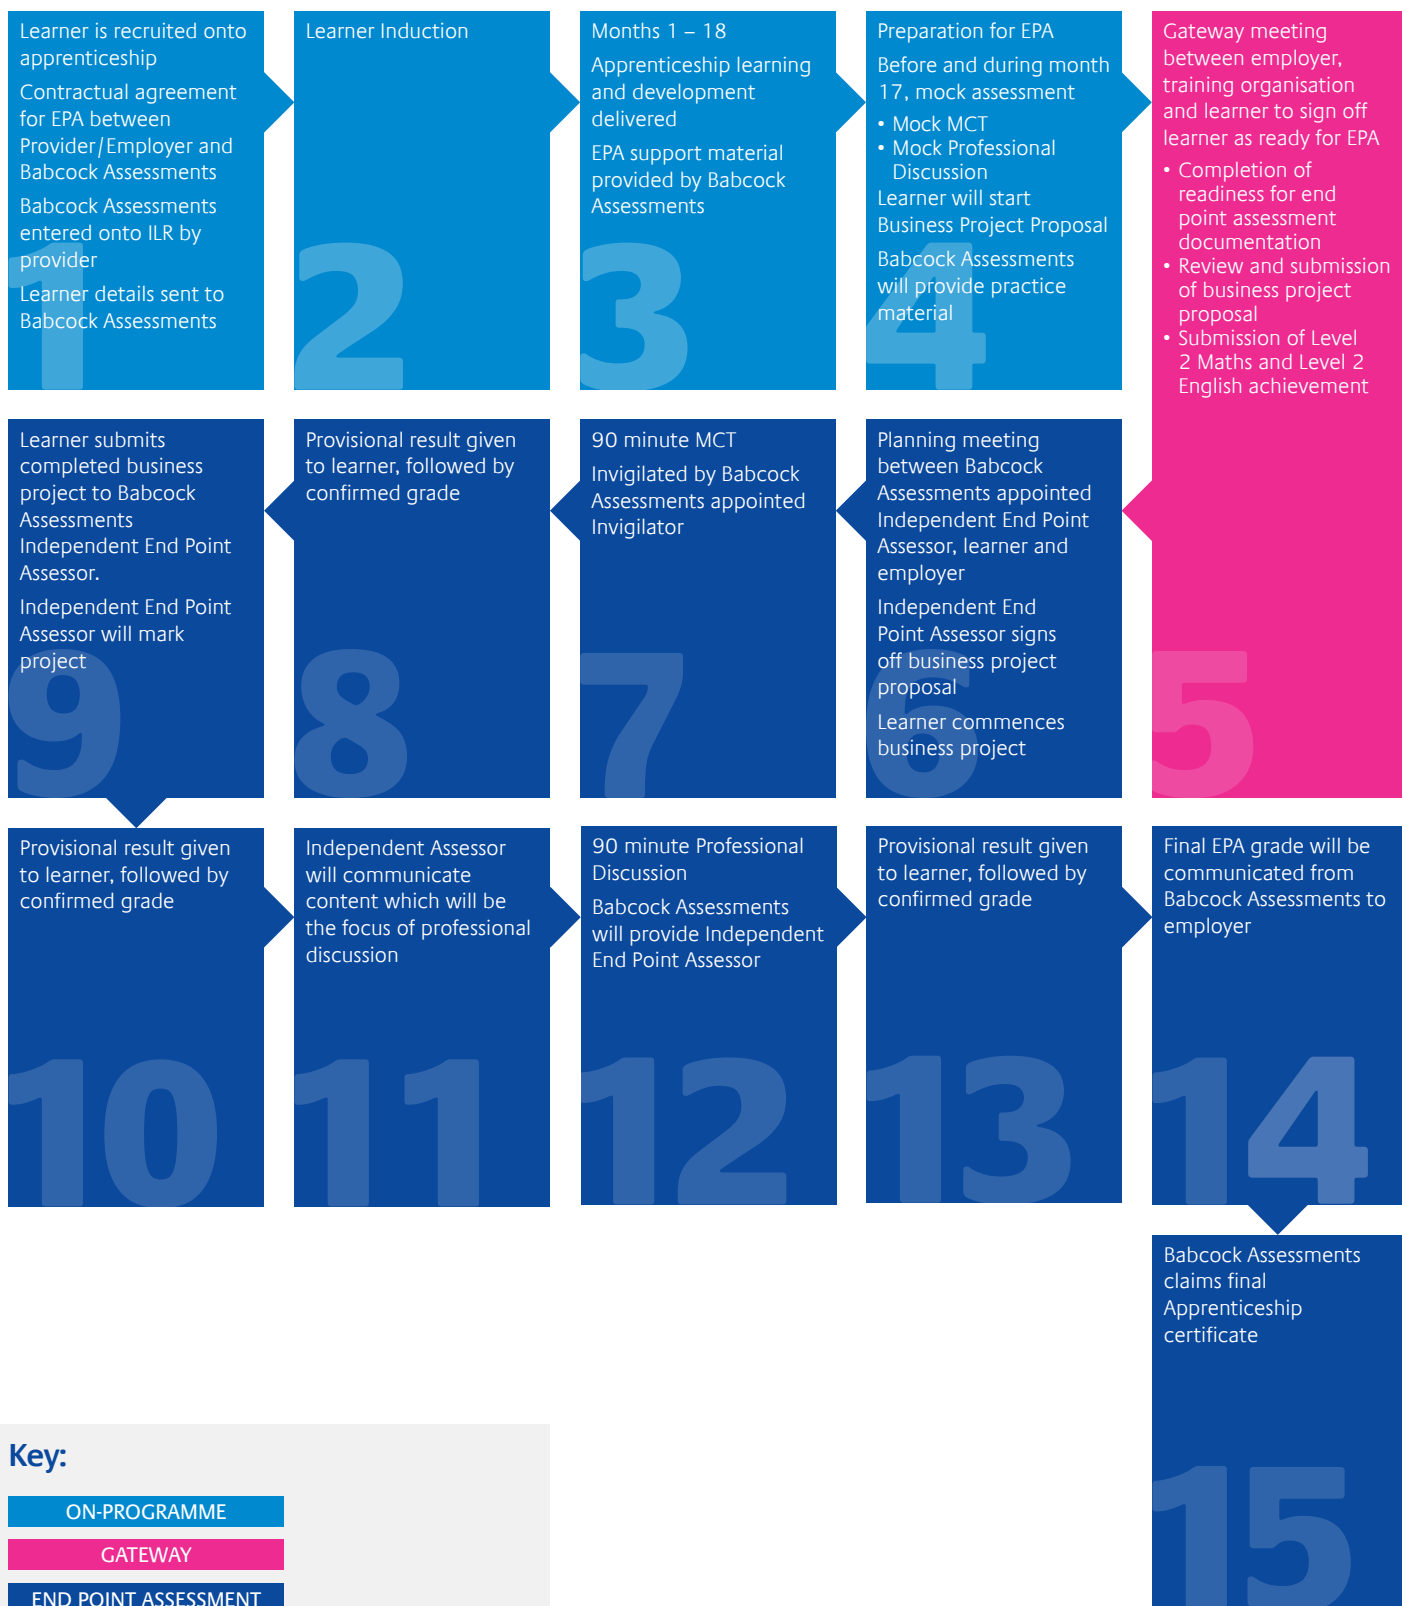 Learner is recruited onto
apprenticeship
Contractual agreement
for EPA between
Provider/Employer and
Babcock Assessments
Babcock Assessments
entered onto ILR by
provider
Learner details sent to
Babcock Assessments
1
Learner Induction
2
Months 1 – 18
Apprenticeship learning
and development
delivered
EPA support material
provided by Babcock
Assessments
3
Preparation for EPA
Before and during month
17, mock assessment
• Mock MCT
• Mock Professional
Discussion
Learner will start
Business Project Proposal
Babcock Assessments
will provide practice
material
4
Gateway meeting
between employer,
training organisation
and learner to sign off
learner as ready for EPA
• Completion of
readiness for end
point assessment
documentation
• Review and submission
of business project
proposal
• Submission of Level
2 Maths and Level 2
English achievement
5
Planning meeting
between Babcock
Assessments appointed
Independent End Point
Assessor, learner and
employer
Independent End
Point Assessor signs
off business project
proposal
Learner commences
business project
6
90 minute MCT
Invigilated by Babcock
Assessments appointed
Invigilator
7
Provisional result given
to learner, followed by
confirmed grade
8
Learner submits
completed business
project to Babcock
Assessments
Independent End Point
Assessor.
Independent End Point
Assessor will mark
project
9
Provisional result given
to learner, followed by
confirmed grade
10
Independent Assessor
will communicate
content which will be
the focus of professional
discussion
11
90 minute Professional
Discussion
Babcock Assessments
will provide Independent
End Point Assessor
12
Provisional result given
to learner, followed by
confirmed grade
13
Final EPA grade will be
communicated from
Babcock Assessments to
employer
14
Babcock Assessments
claims final
Apprenticeship
certificate
15
Key:
ON-PROGRAMME
GATEWAY
END POINT ASSESSMENT